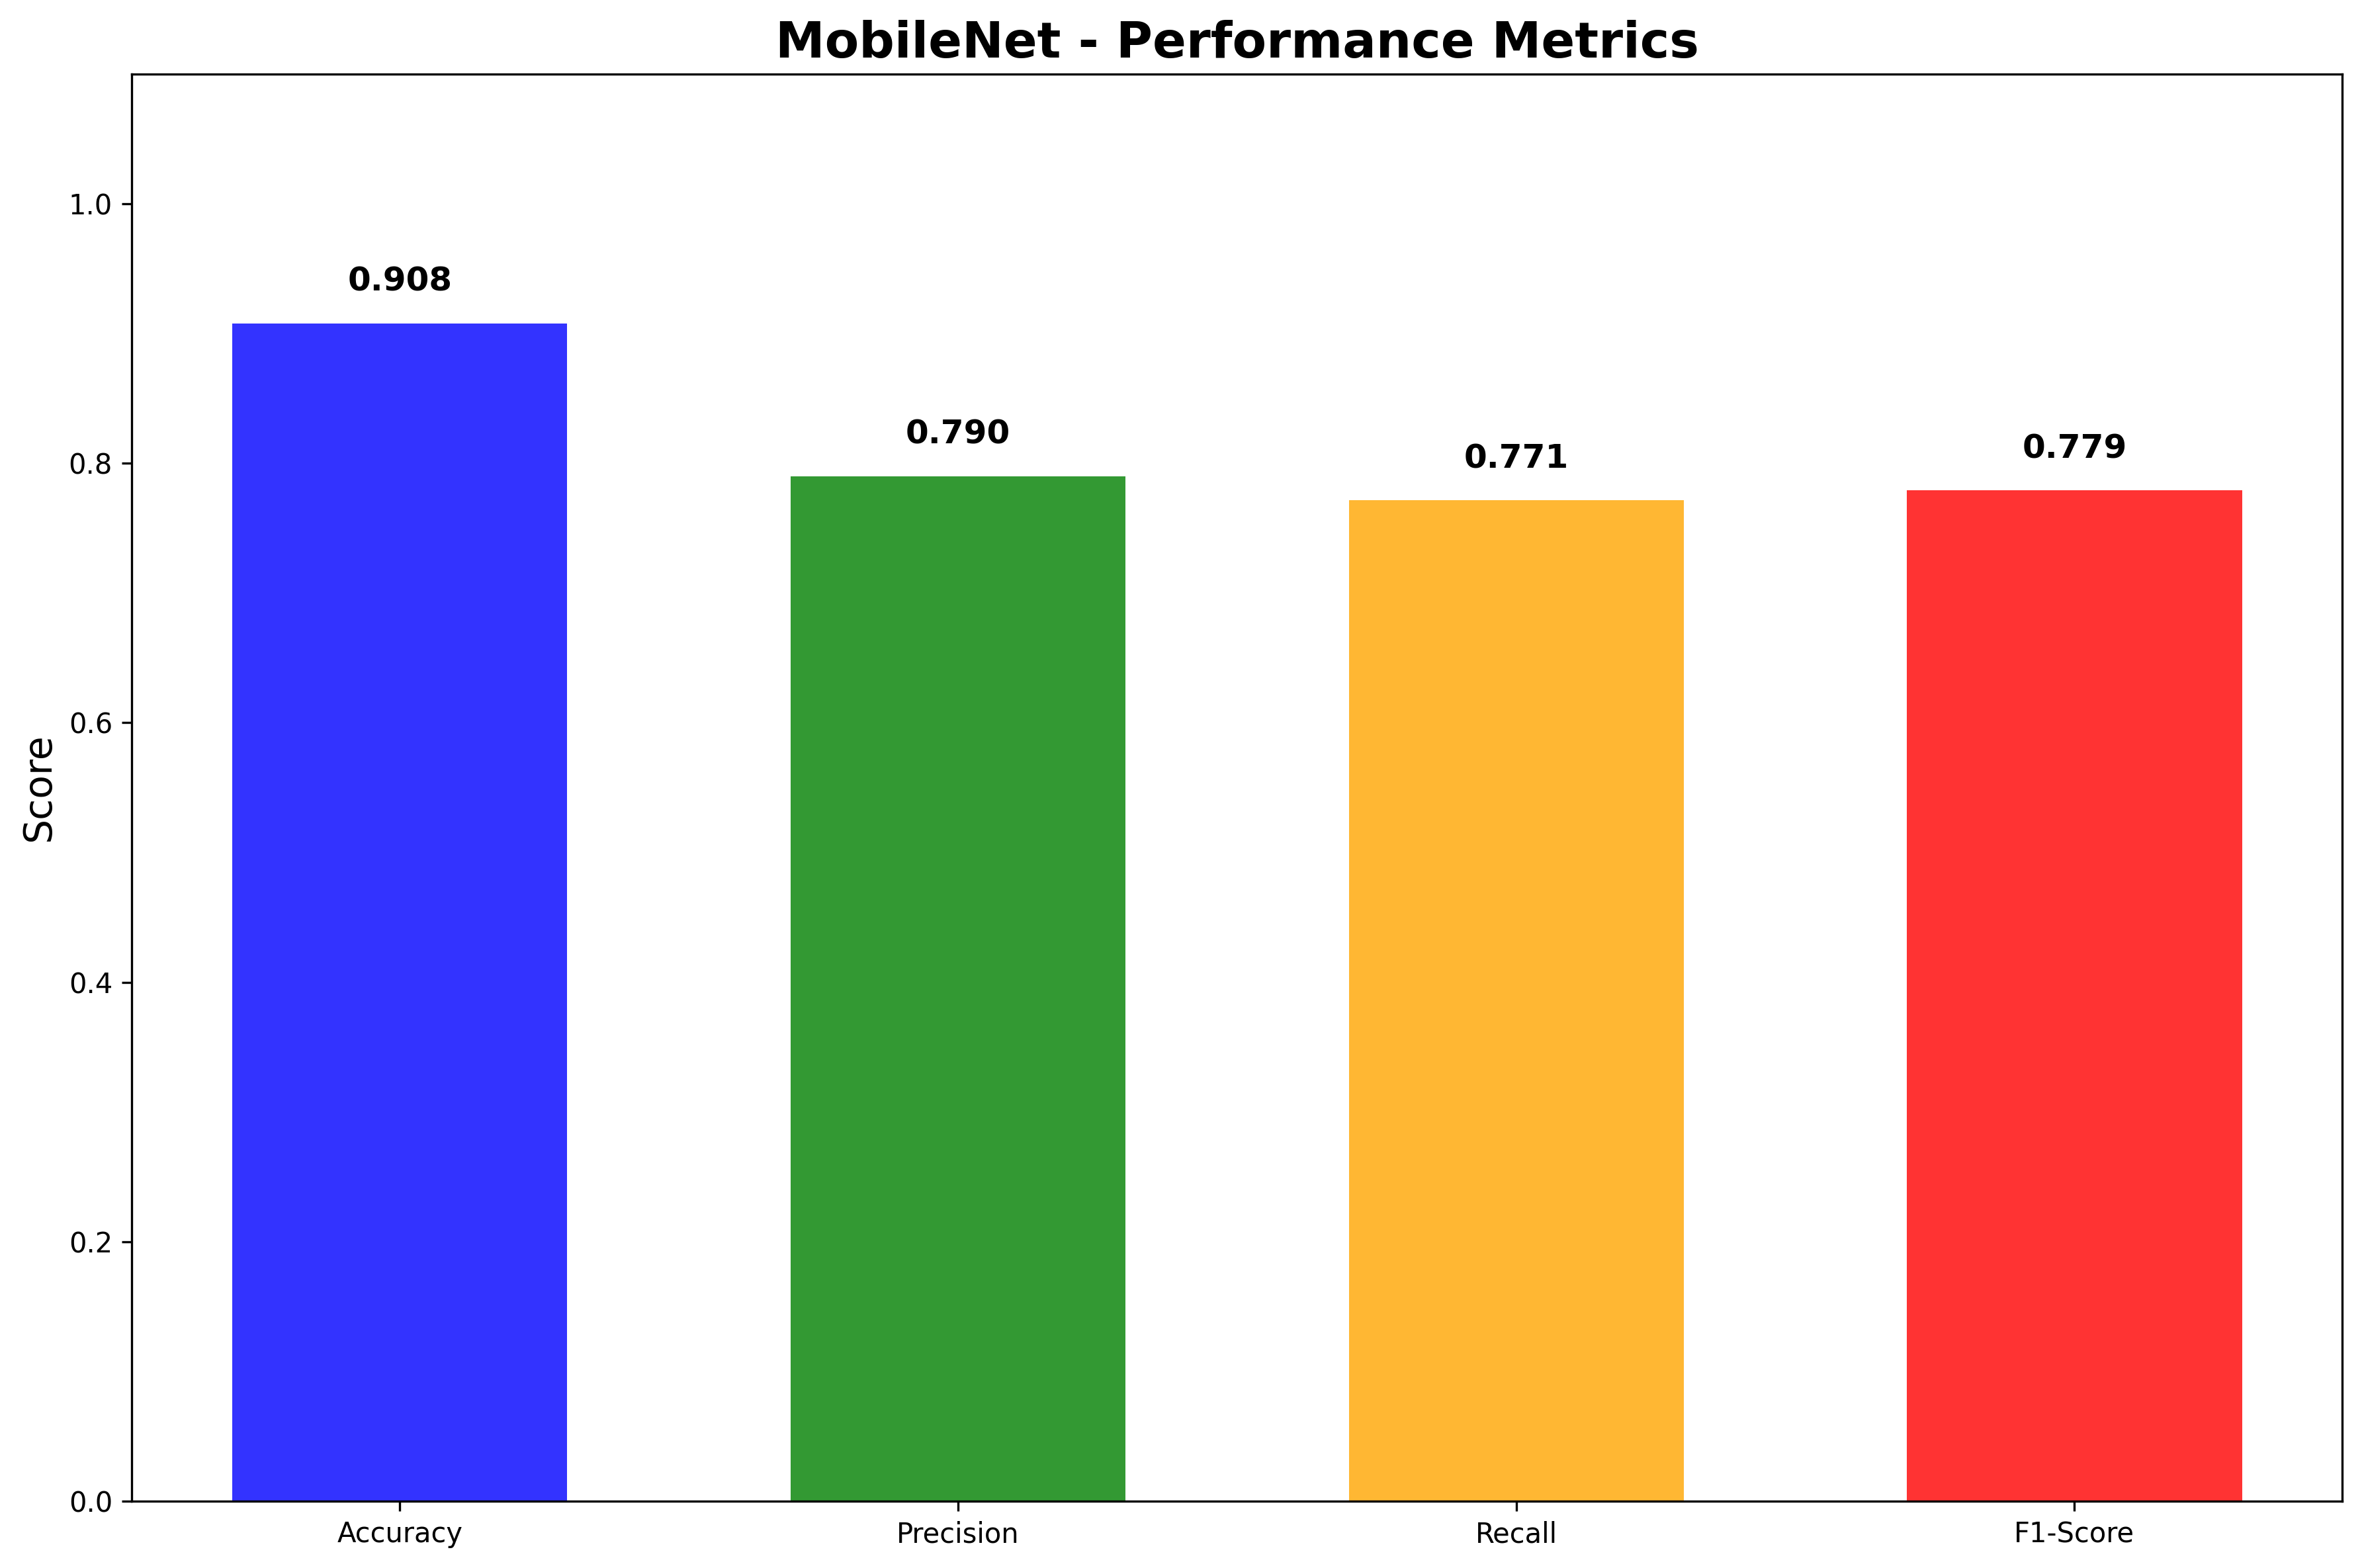 MobileNet - Performance Metrics
Score
1.0
0.8
0.6
0.4
0.2
0.0
0.908
0.790
0.771
0.779
Accuracy
Precision
Recall
F1-Score